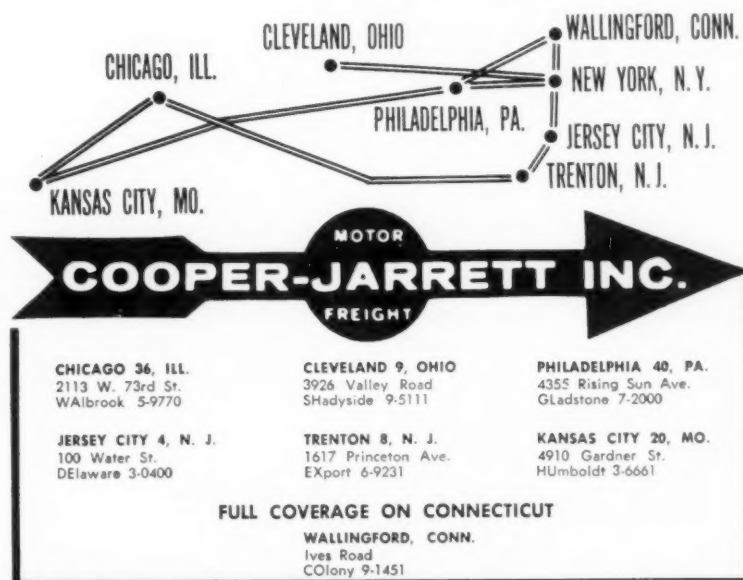 WALLINGFORD, CONN.
CLEVELAND, OHIO
CHICAGO, ILL.
NEW YORK, N. Y.
PHILADELPHIA, PA.
JERSEY CITY, N. J.
TRENTON, N. J.
KANSAS CITY, MO.
MOTOR
COOPER-JARRETT INC.
FREIGHT
CHICAGO 36, ILL.
2113 W. 73rd St.
WAlbrook 5-9770
CLEVELAND 9, OHIO
3926 Valley Road
SHadyside 9-5111
PHILADELPHIA 40, PA.
4355 Rising Sun Ave.
GLadstone 7-2000
JERSEY CITY 4, N. J.
100 Water St.
DElaware 3-0400
TRENTON 8, N. J.
1617 Princeton Ave.
EXport 6-9231
KANSAS CITY 20, MO.
4910 Gardner St.
HUmboldt 3-6661
FULL COVERAGE ON CONNECTICUT
WALLINGFORD, CONN.
Ives Road
COlony 9-1451